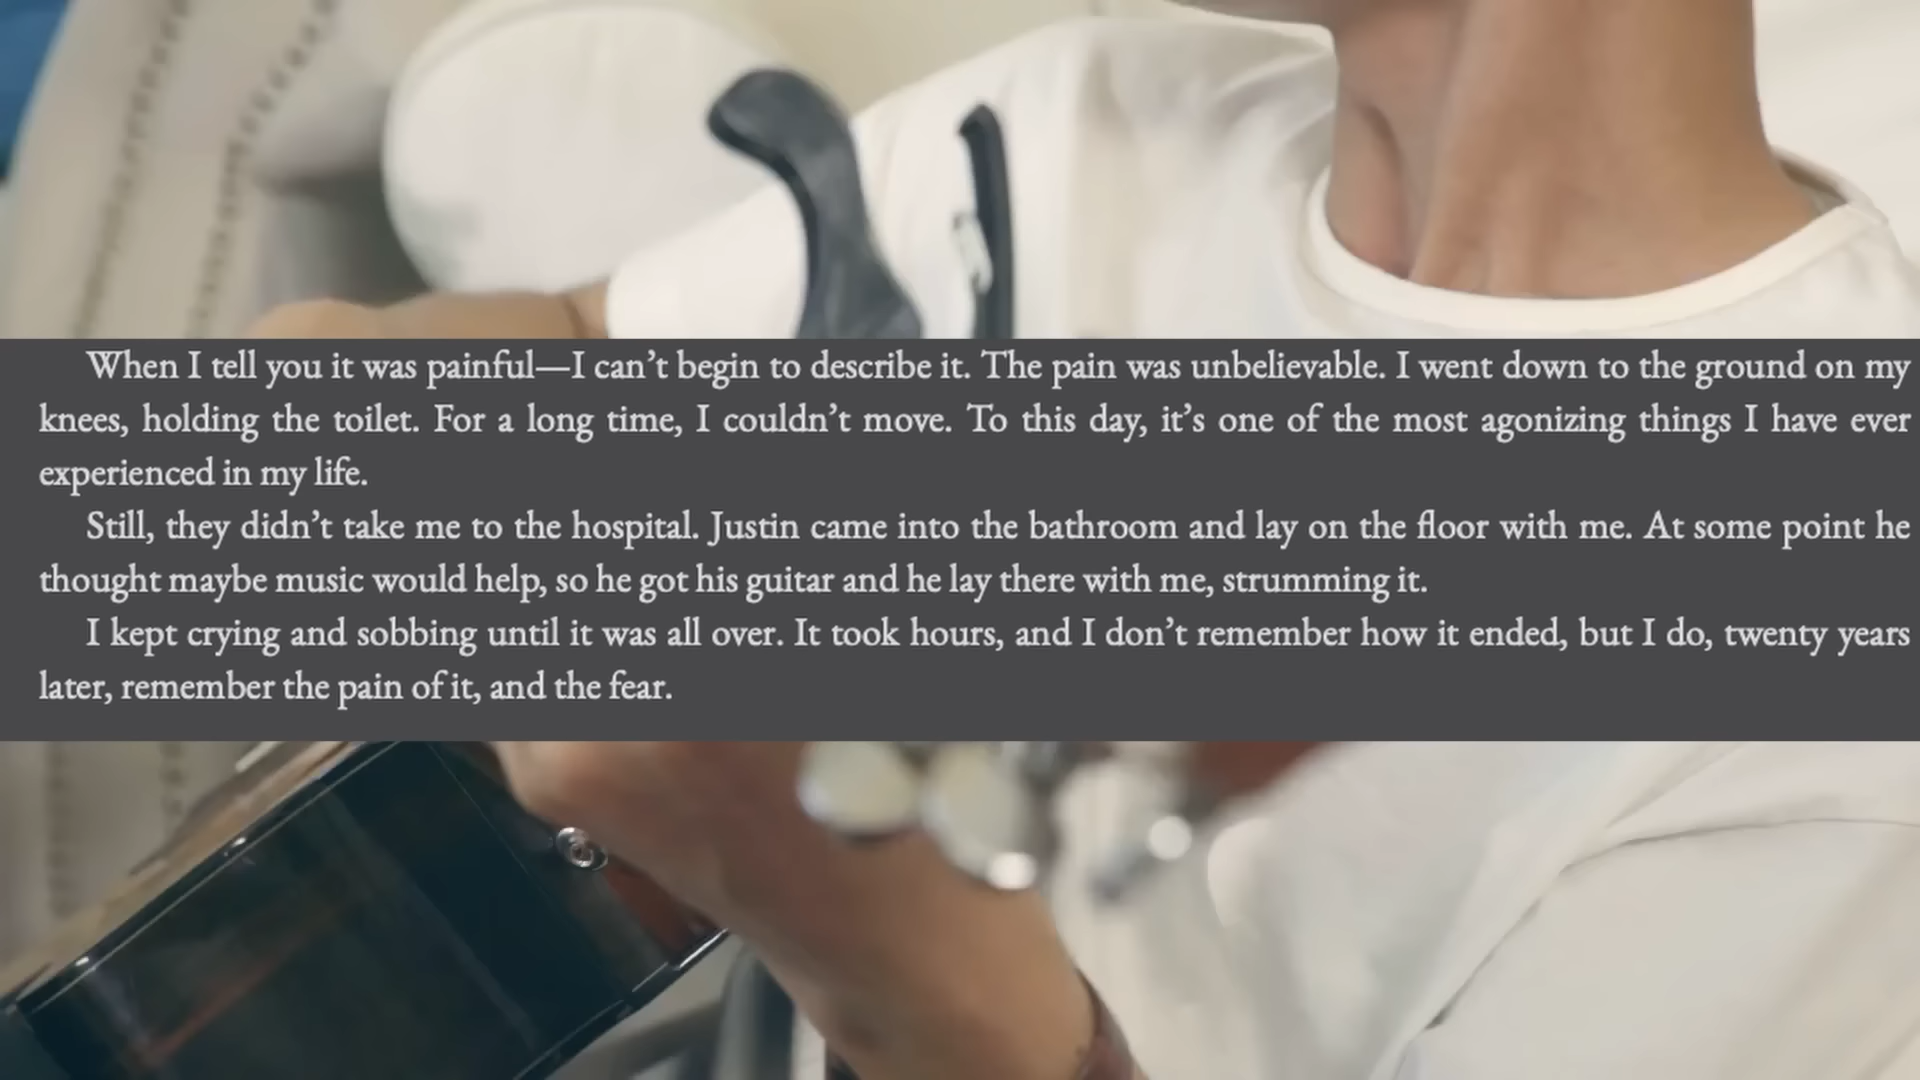 When I tell you it was painful—I can’t begin to describe it. The pain was unbelievable. I went down to the ground on my
knees, holding the toilet. For a long time, I couldn’t move. To this day, it’s one of the most agonizing things I have ever
experienced in my life.
Still, they didn’t take me to the hospital. Justin came into the bathroom and lay on the floor with me. At some point he
thought maybe music would help, so he got his guitar and he lay there with me, strumming it.
I kept crying and sobbing until it was all over. It took hours, and I don’t remember how it ended, but I do, twenty years
later, remember the pain of it, and the fear.